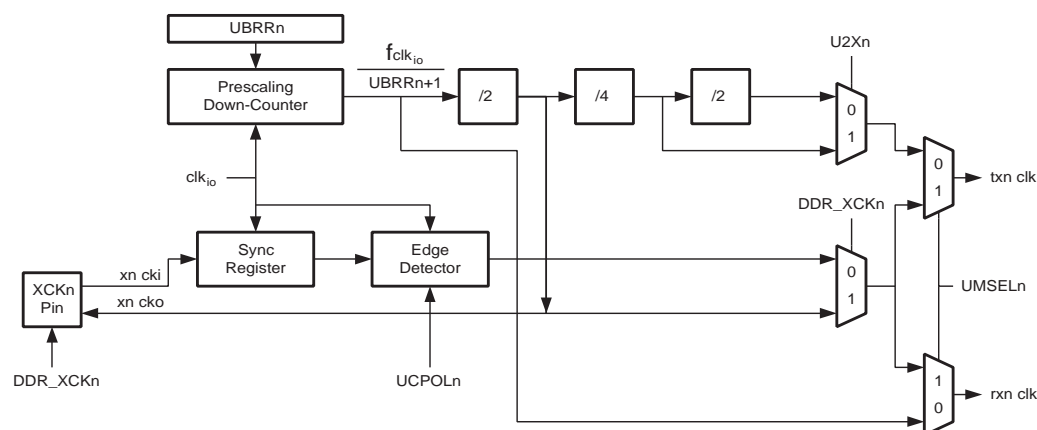 UBRRn
U2Xn
fclkio
UBRRn+1
Prescaling
Down-Counter
/2
/4
/2
0
1
clkio
0
1
txn clk
DDR_XCKn
Sync
Register
Edge
Detector
xn cki
XCKn
Pin
xn cko
0
1
UMSELn
DDR_XCKn
UCPOLn
1
0
rxn clk